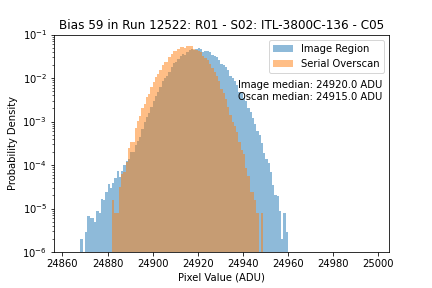 Bias 59 in Run 12522: R01 - S02: ITL-3800C-136 - C05
Image Region
Serial Overscan
Image median: 24920.0 ADU
Oscan median: 24915.0 ADU
Probability Density
10⁻¹
10⁻²
10⁻³
10⁻⁴
10⁻⁵
10⁻⁶
24860 24880 24900 24920 24940 24960 24980 25000
Pixel Value (ADU)